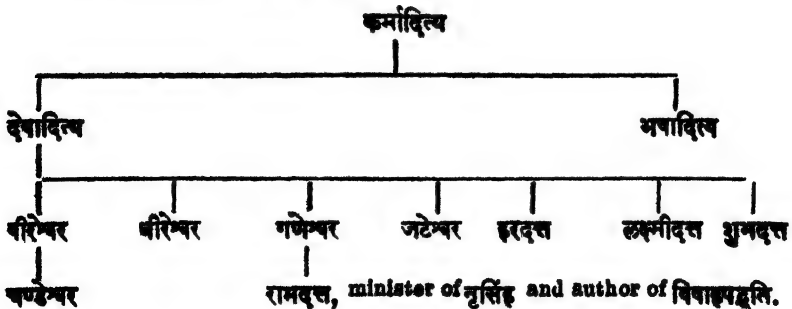 कर्मादित्य
देवादित्य भवादित्य
वीरेश्वर धीरेश्वर गणेश्वर जटेश्वर हरदत्त लक्ष्मीदत्त शुभदत्त
चण्डेश्वर रामदत्त, minister of नृसिंह and author of विवाहपद्धति.